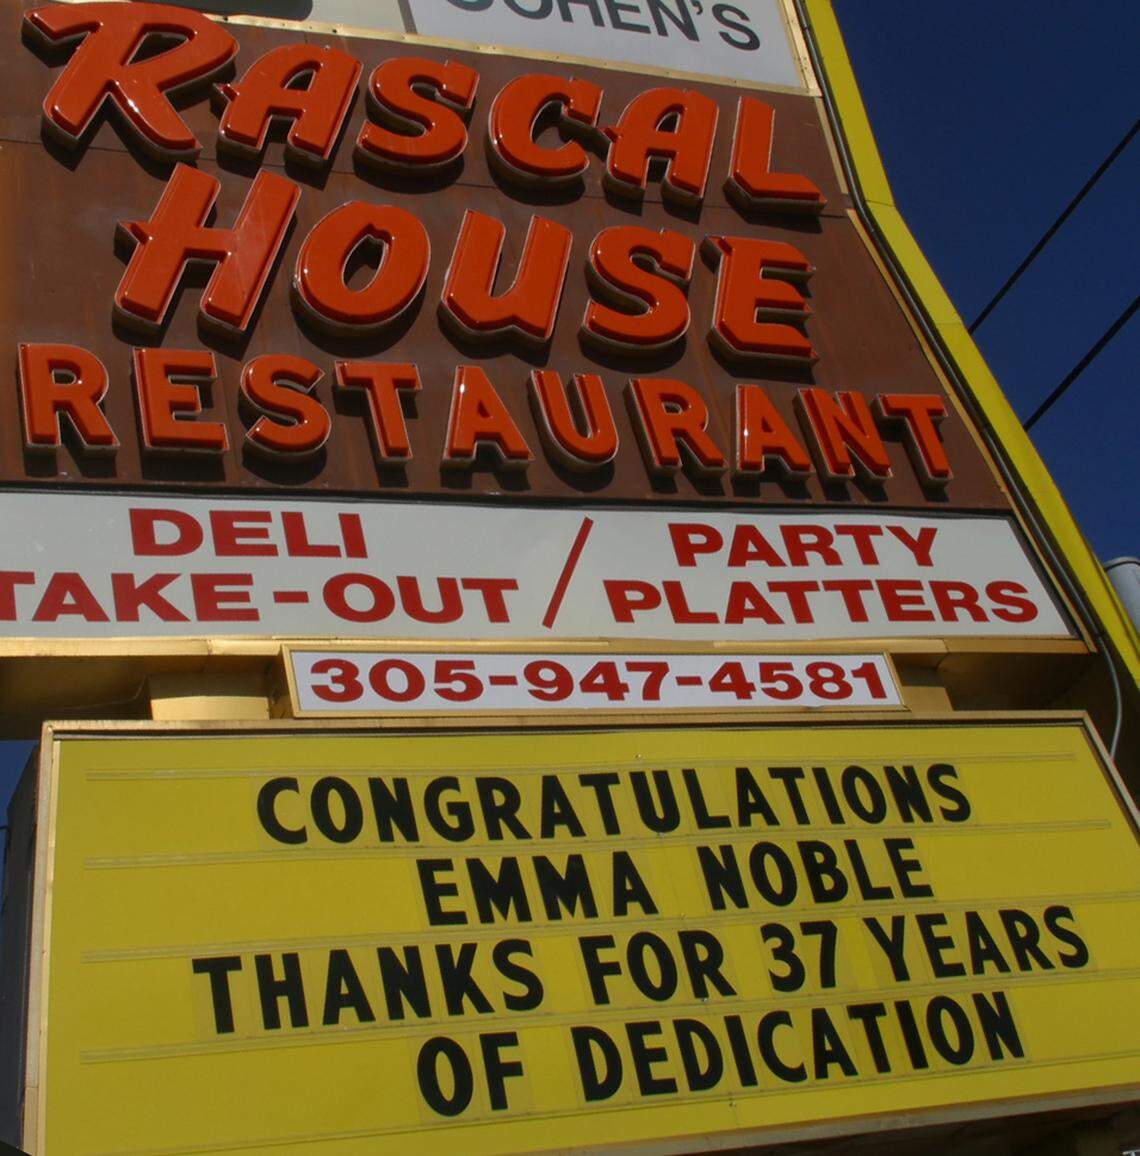 COHEN'S
RASCAL
HOUSE
RESTAURANT
DELI / PARTY
TAKE-OUT PLATTERS
305-947-4581
CONGRATULATIONS
EMMA NOBLE
THANKS FOR 37 YEARS
OF DEDICATION